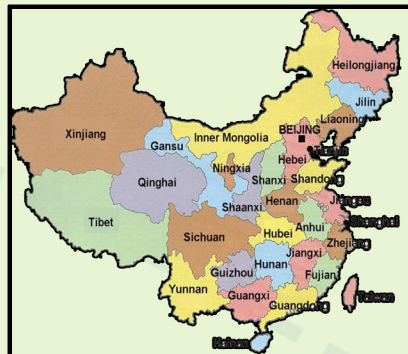 Heilongjiang
Jilin
Liaoning
Xinjiang
Inner Mongolia
BEIJING
Gansu
Tianjin
Hebei
Ningxia
Shanxi
Shandong
Qinghai
Shaanxi
Henan
Jiangsu
Tibet
Anhui
Shanghai
Sichuan
Hubei
Zhejiang
Jiangxi
Hunan
Guizhou
Fujian
Yunnan
Guangxi
Guangdong
Taiwan
Hainan